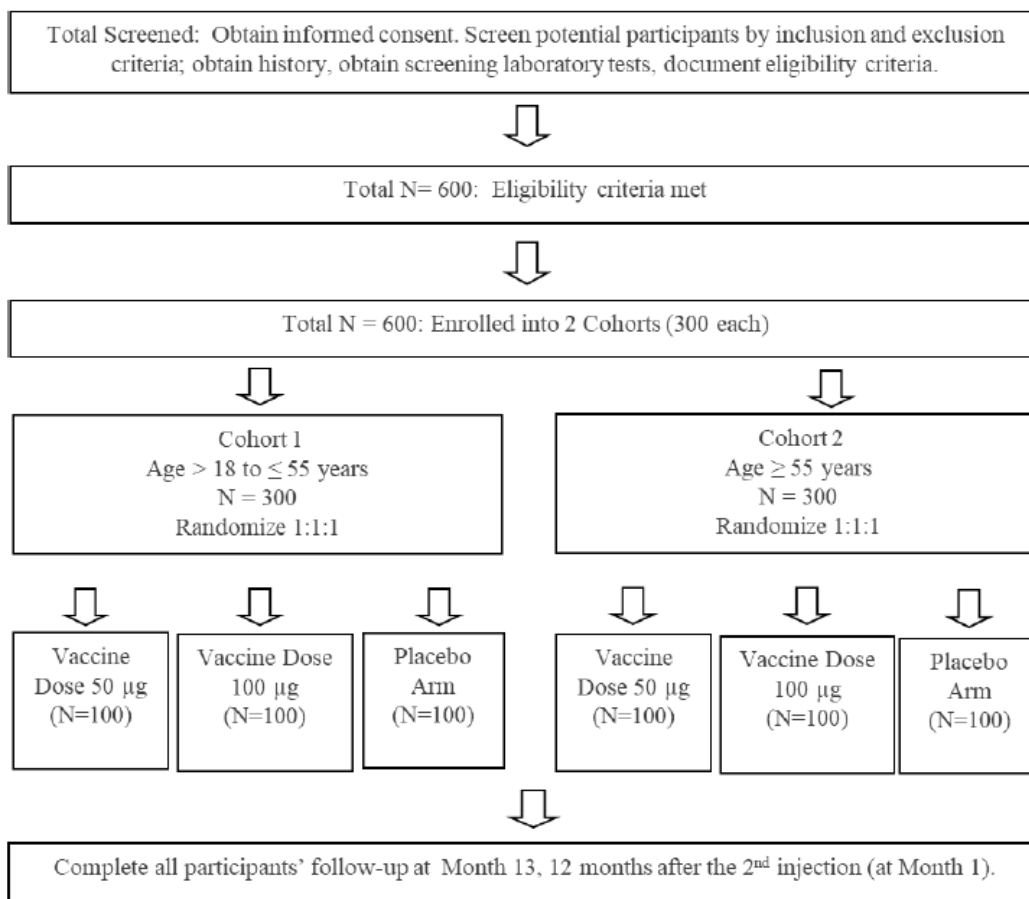 Total Screened: Obtain informed consent. Screen potential participants by inclusion and exclusion
criteria; obtain history, obtain screening laboratory tests, document eligibility criteria.
Total N= 600: Eligibility criteria met
Total N = 600: Enrolled into 2 Cohorts (300 each)
Cohort 1
Age > 18 to ≤ 55 years
N = 300
Randomize 1:1:1
Cohort 2
Age ≥ 55 years
N = 300
Randomize 1:1:1
Vaccine
Dose 50 µg
(N=100)
Vaccine Dose
100 µg
(N=100)
Placebo
Arm
(N=100)
Vaccine
Dose 50 µg
(N=100)
Vaccine Dose
100 µg
(N=100)
Placebo
Arm
(N=100)
Complete all participants' follow-up at Month 13, 12 months after the 2nd injection (at Month 1).